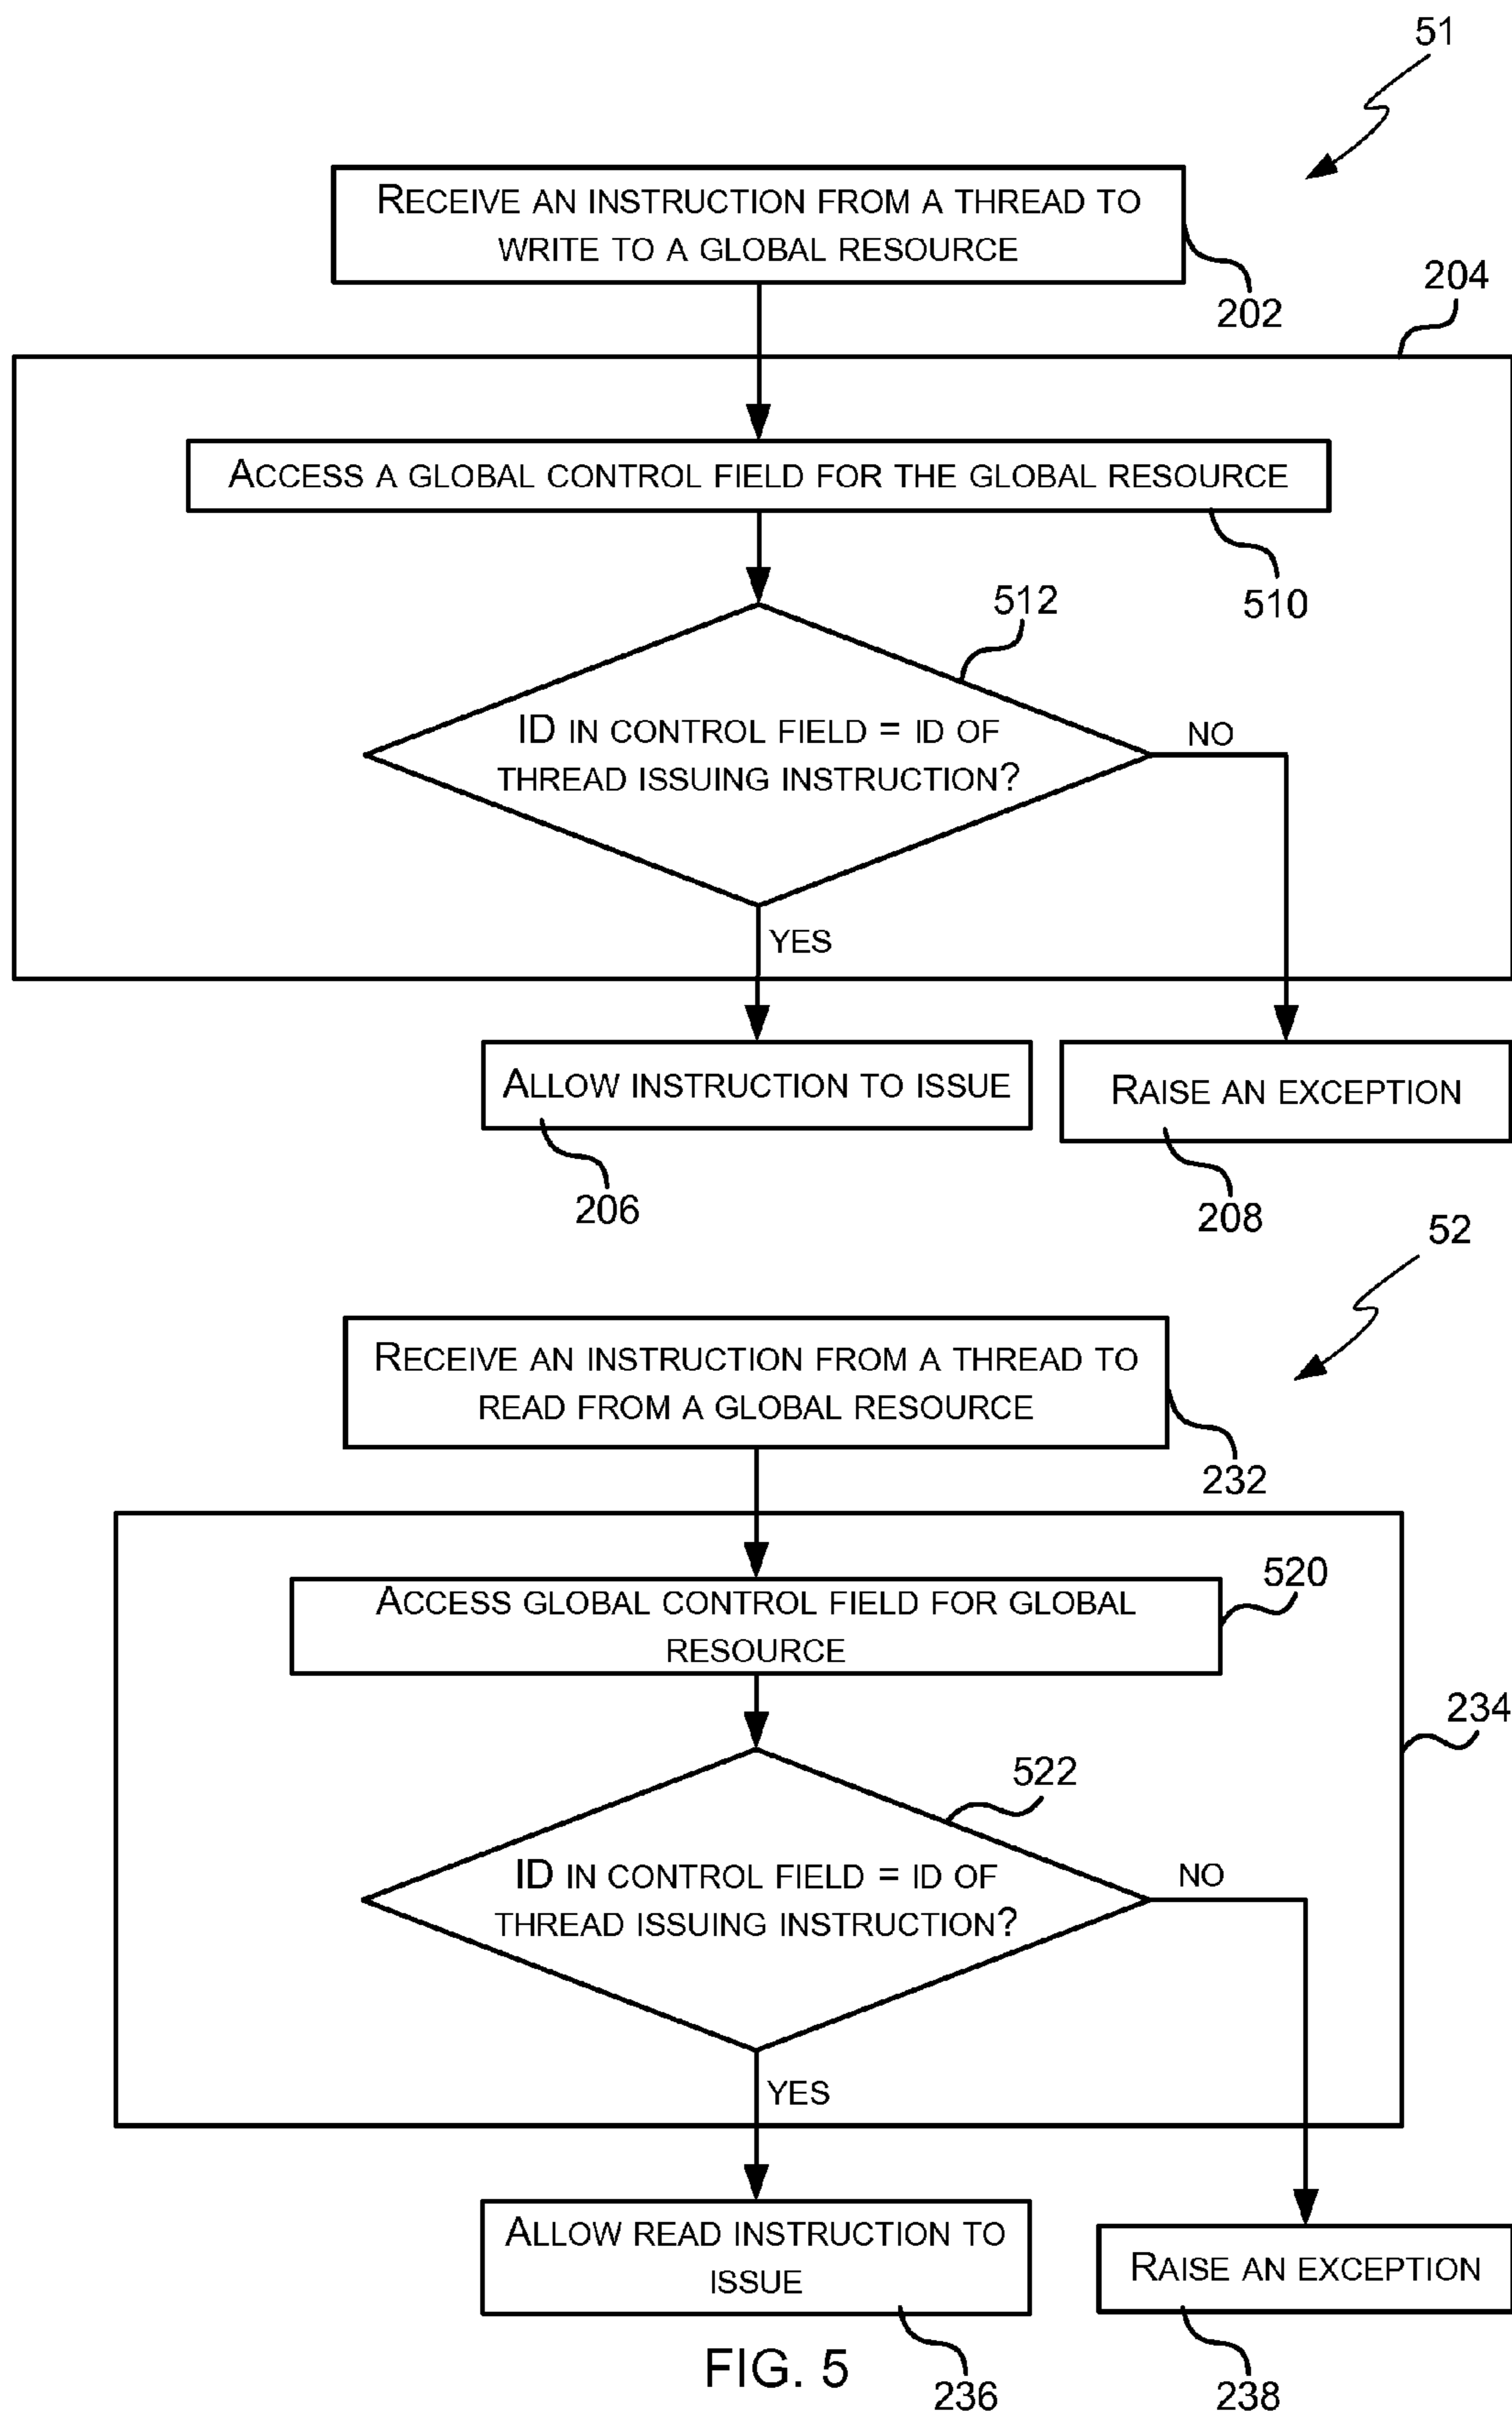 51
RECEIVE AN INSTRUCTION FROM A THREAD TO
WRITE TO A GLOBAL RESOURCE
202
204
ACCESS A GLOBAL CONTROL FIELD FOR THE GLOBAL RESOURCE
510
512
ID IN CONTROL FIELD = ID OF
THREAD ISSUING INSTRUCTION?
NO
YES
ALLOW INSTRUCTION TO ISSUE
RAISE AN EXCEPTION
206
208
52
RECEIVE AN INSTRUCTION FROM A THREAD TO
READ FROM A GLOBAL RESOURCE
232
ACCESS GLOBAL CONTROL FIELD FOR GLOBAL
RESOURCE
520
234
522
ID IN CONTROL FIELD = ID OF
THREAD ISSUING INSTRUCTION?
NO
YES
ALLOW READ INSTRUCTION TO
ISSUE
RAISE AN EXCEPTION
236
238
FIG. 5